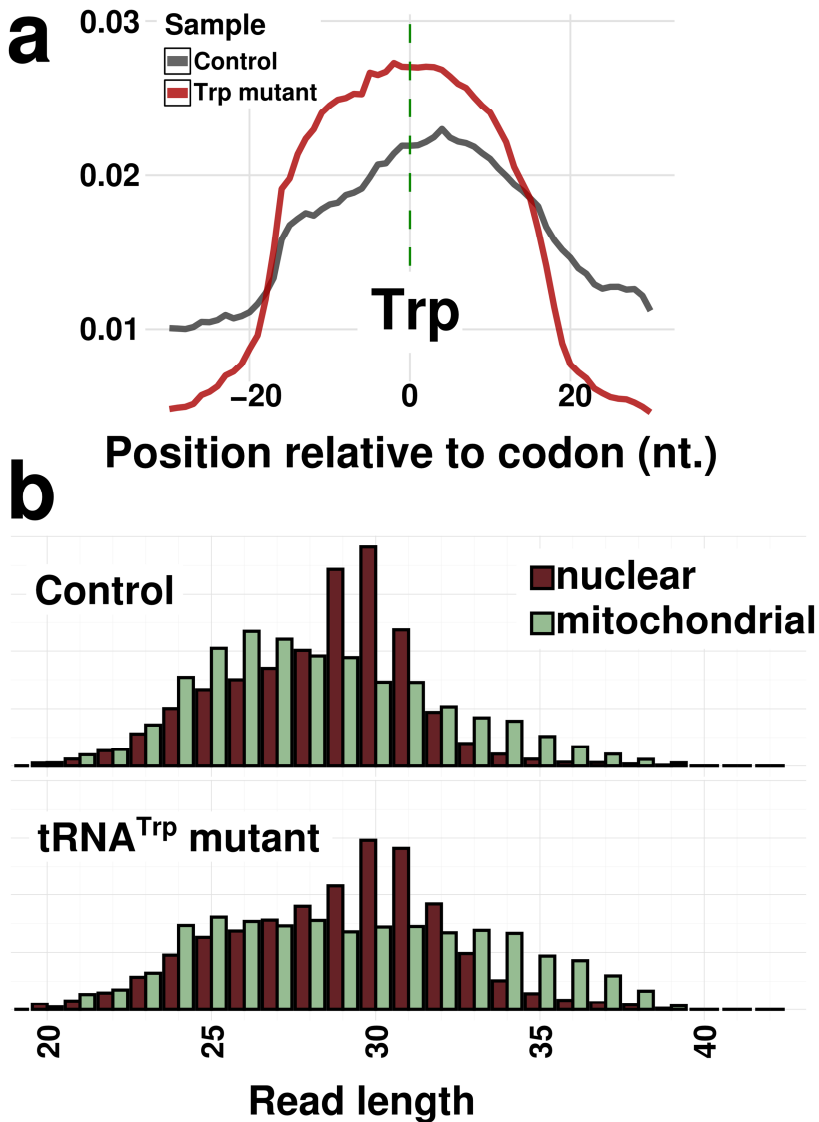 a
0.03
Sample
Control
Trp mutant
0.02
0.01
Trp
−20 0 20
Position relative to codon (nt.)
b
Control
nuclear
mitochondrial
tRNATrp mutant
20 25 30 35 40
Read length